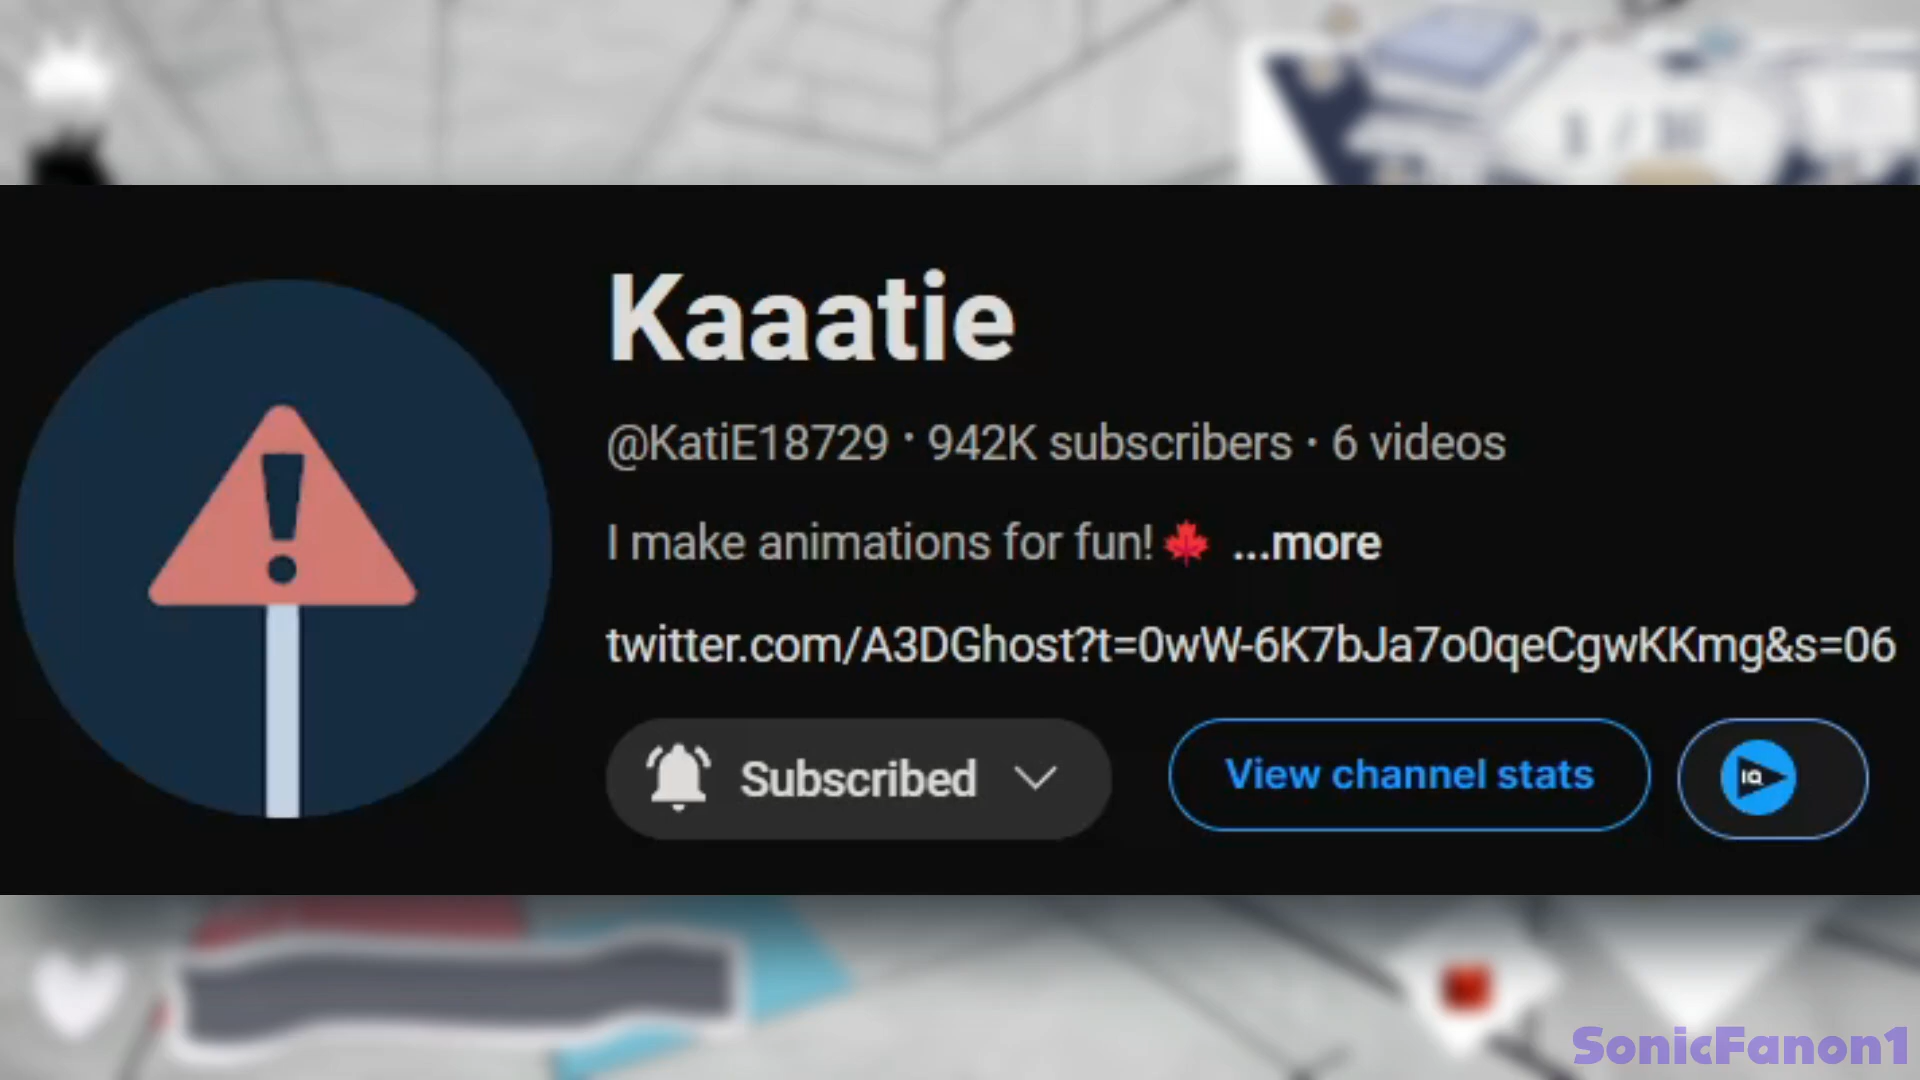 Kaaatie
@KatiE18729 · 942K subscribers · 6 videos
I make animations for fun!🍁 ...more
twitter.com/A3DGhost?t=0wW-6K7bJa7o0qeCgwKKmg&s=06
Subscribed
View channel stats
IQ
SonicFanon1